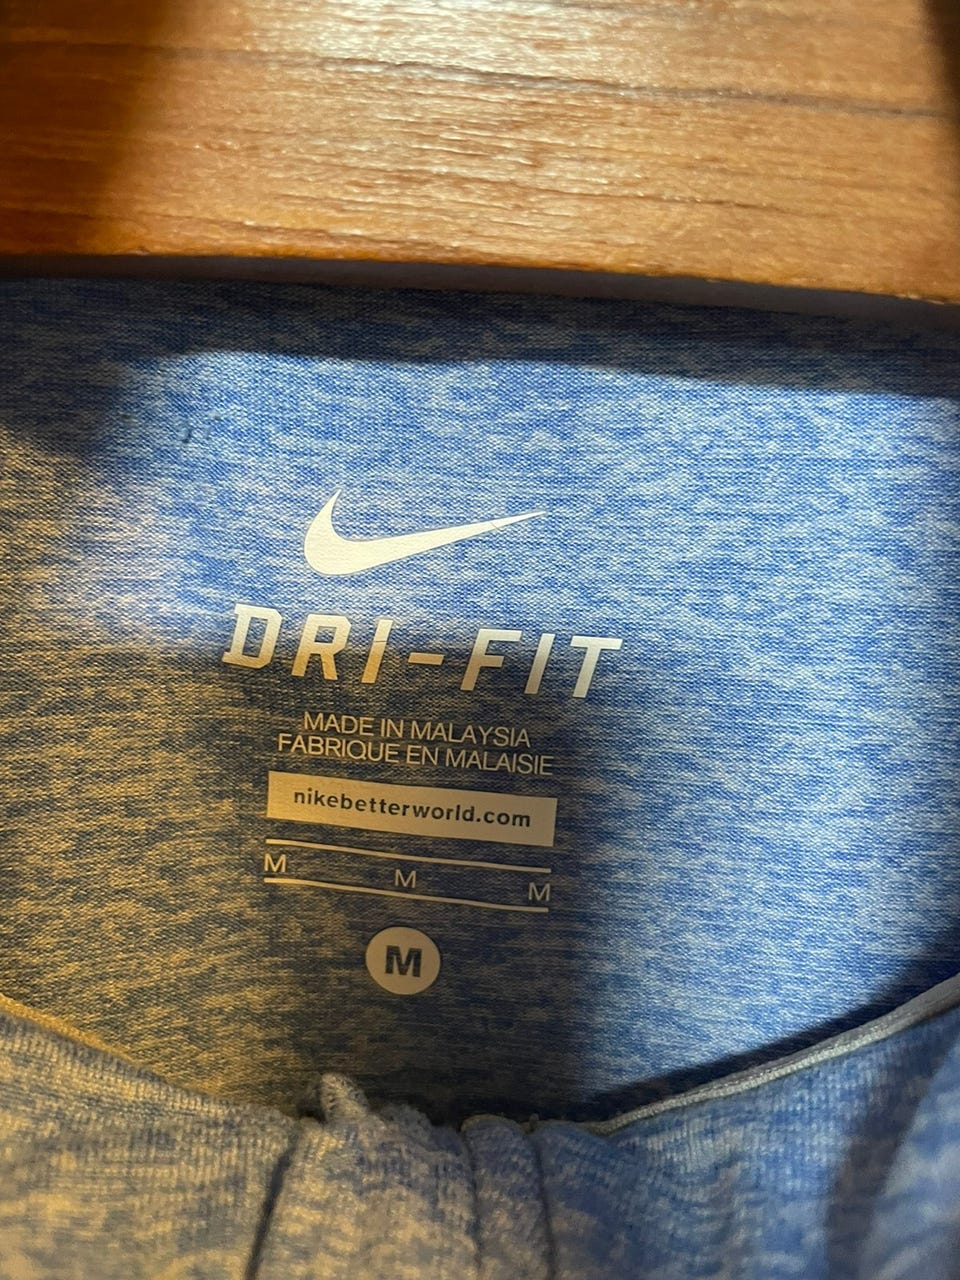 DRI-FIT
MADE IN MALAYSIA
FABRIQUE EN MALAISIE
nikebetterworld.com
M M M
M